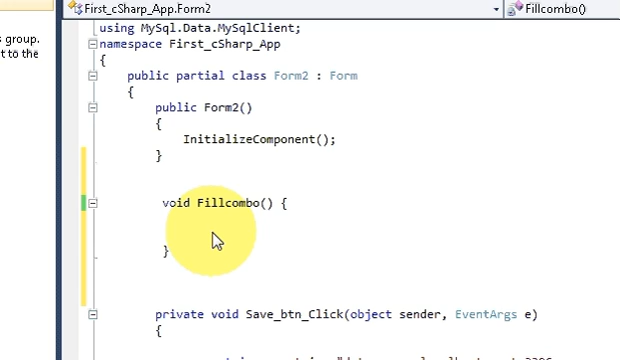 First_cSharp_App.Form2
Fillcombo()
s group.
t to the
using MySql.Data.MySqlClient;
namespace First_cSharp_App
{
public partial class Form2 : Form
{
public Form2()
{
InitializeComponent();
}
void Fillcombo() {
}
private void Save_btn_Click(object sender, EventArgs e)
{